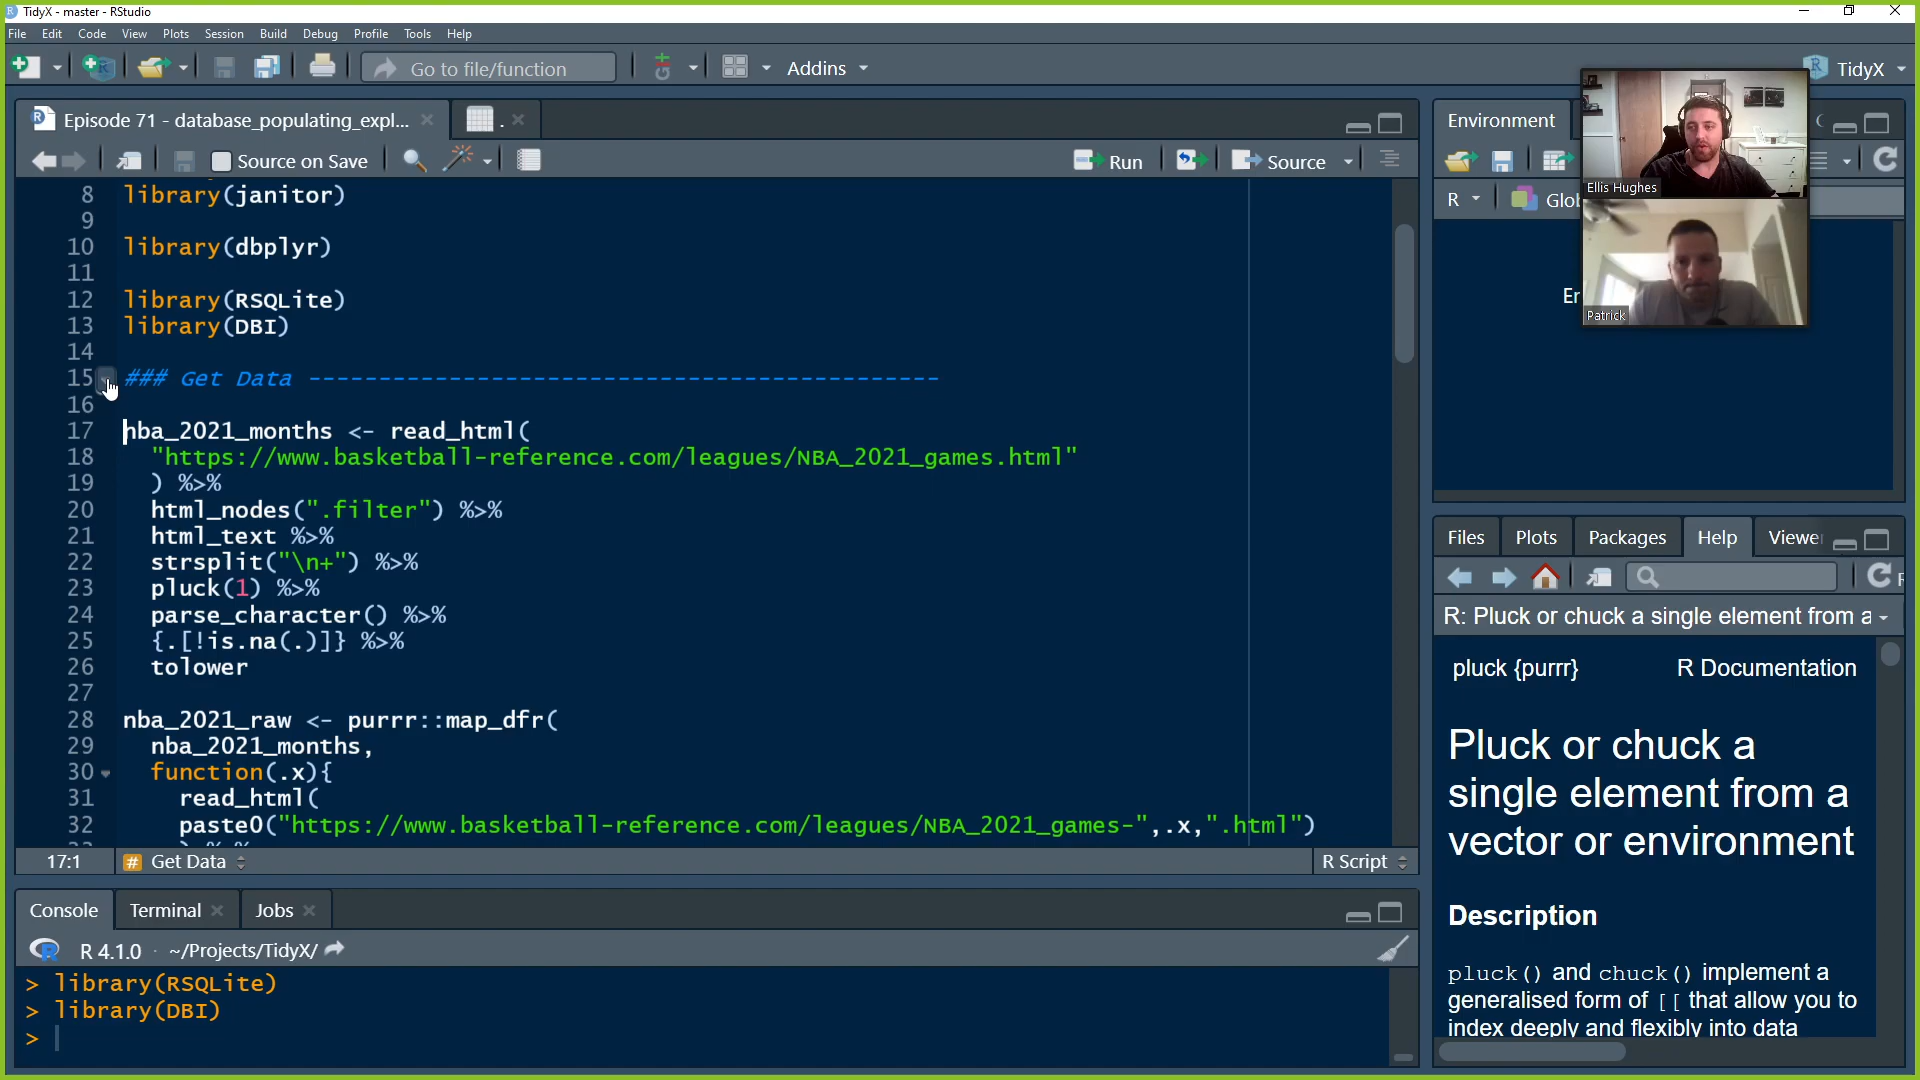 TidyX - master - RStudio
File Edit Code View Plots Session Build Debug Profile Tools Help
Go to file/function
Addins
TidyX
Episode 71 - database_populating_expl...
.
Source on Save
Run
Source
8 library(janitor)
9
10 library(dbplyr)
11
12 library(RSQLite)
13 library(DBI)
14
15 ### Get Data ---------------------------------------------
16
17 nba_2021_months <- read_html(
18 "https://www.basketball-reference.com/leagues/NBA_2021_games.html"
19 ) %>%
20 html_nodes(".filter") %>%
21 html_text %>%
22 strsplit("\n+") %>%
23 pluck(1) %>%
24 parse_character() %>%
25 {.[!is.na(.)]} %>%
26 tolower
27
28 nba_2021_raw <- purrr::map_dfr(
29 nba_2021_months,
30 function(.x){
31 read_html(
32 paste0("https://www.basketball-reference.com/leagues/NBA_2021_games-",.x,".html")
17:1
# Get Data
R Script
Console Terminal Jobs
R 4.1.0 · ~/Projects/TidyX/
> library(RSQLite)
> library(DBI)
>
Environment
R
Glo
Ellis Hughes
Patrick
Er
Files Plots Packages Help Viewe
R: Pluck or chuck a single element from a
pluck {purrr} R Documentation
Pluck or chuck a
single element from a
vector or environment
Description
pluck() and chuck() implement a
generalised form of [[ that allow you to
index deeply and flexibly into data